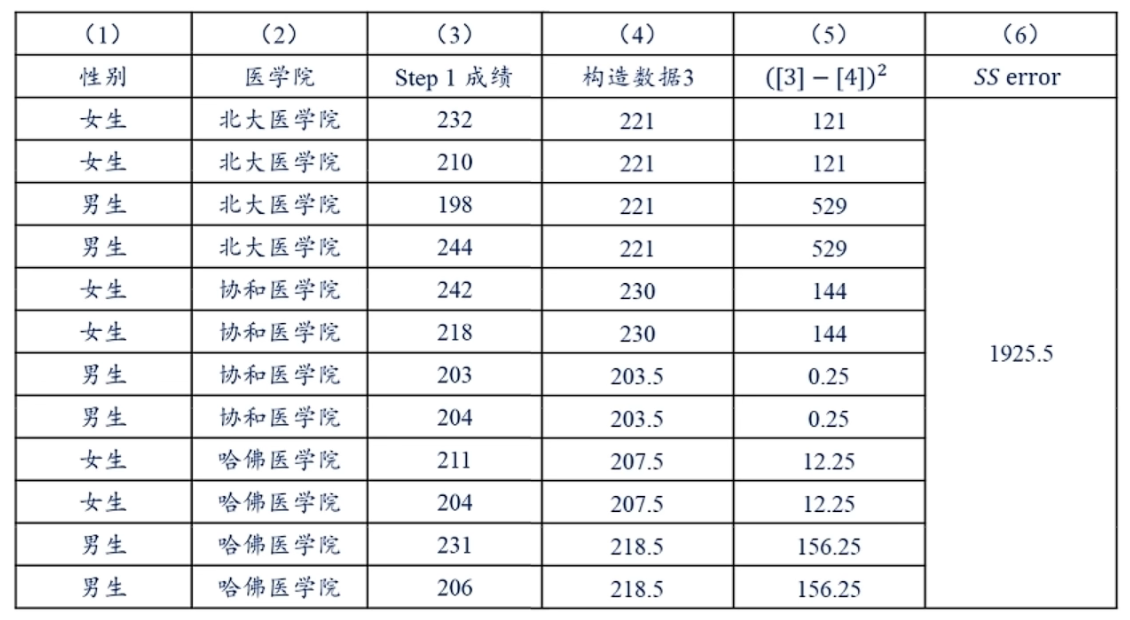 （1） （2） （3） （4） （5） （6）
性别 医学院 Step 1 成绩 构造数据3 ([3] − [4])² SS error
女生 北大医学院 232 221 121
女生 北大医学院 210 221 121
男生 北大医学院 198 221 529
男生 北大医学院 244 221 529
女生 协和医学院 242 230 144
女生 协和医学院 218 230 144
1925.5
男生 协和医学院 203 203.5 0.25
男生 协和医学院 204 203.5 0.25
女生 哈佛医学院 211 207.5 12.25
女生 哈佛医学院 204 207.5 12.25
男生 哈佛医学院 231 218.5 156.25
男生 哈佛医学院 206 218.5 156.25